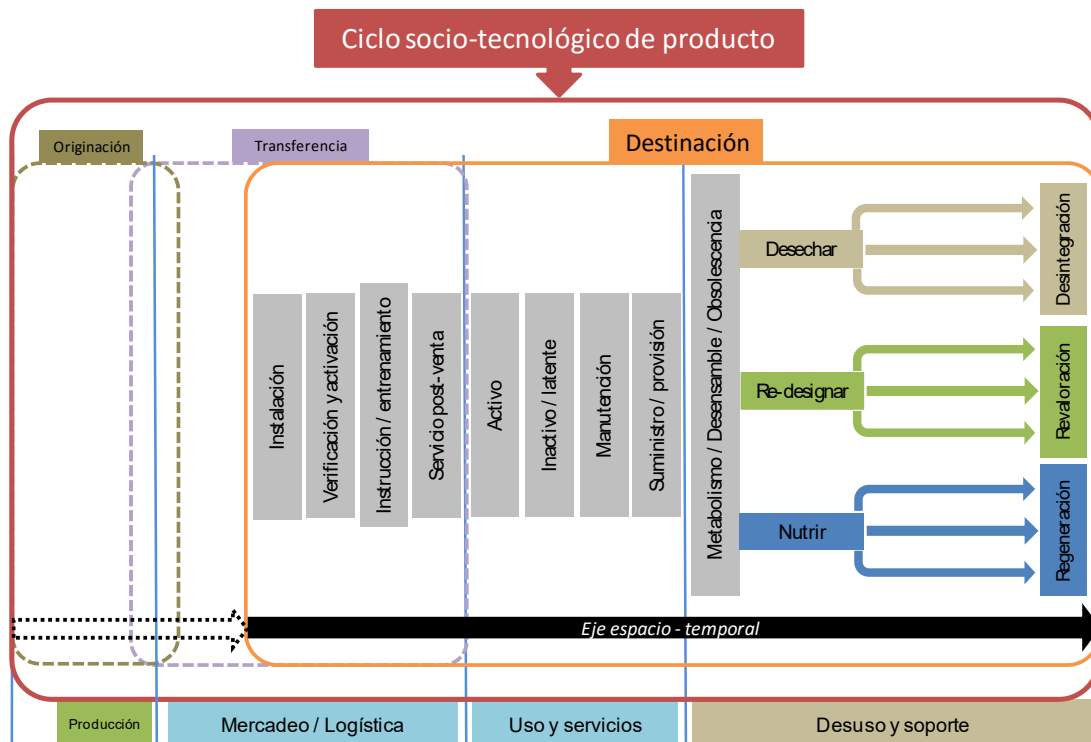 Ciclo socio-tecnológico de producto
Originación
Transferencia
Destinación
Instalación
Verificación y activación
Instrucción / entrenamiento
Servicio post-venta
Activo
Inactivo / latente
Manutención
Suministro / provisión
Metabolismo / Desensamble / Obsolescencia
Desechar
Desintegración
Re-designar
Revaloración
Nutrir
Regeneración
Eje espacio - temporal
Producción
Mercadeo / Logística
Uso y servicios
Desuso y soporte